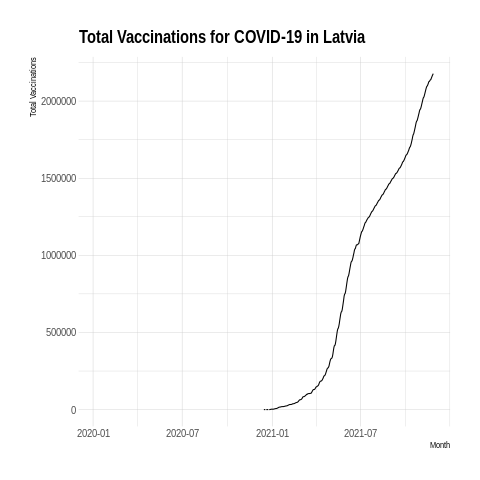 Total Vaccinations for COVID-19 in Latvia
Total Vaccinations
2000000
1500000
1000000
500000
0
2020-01 2020-07 2021-01 2021-07
Month